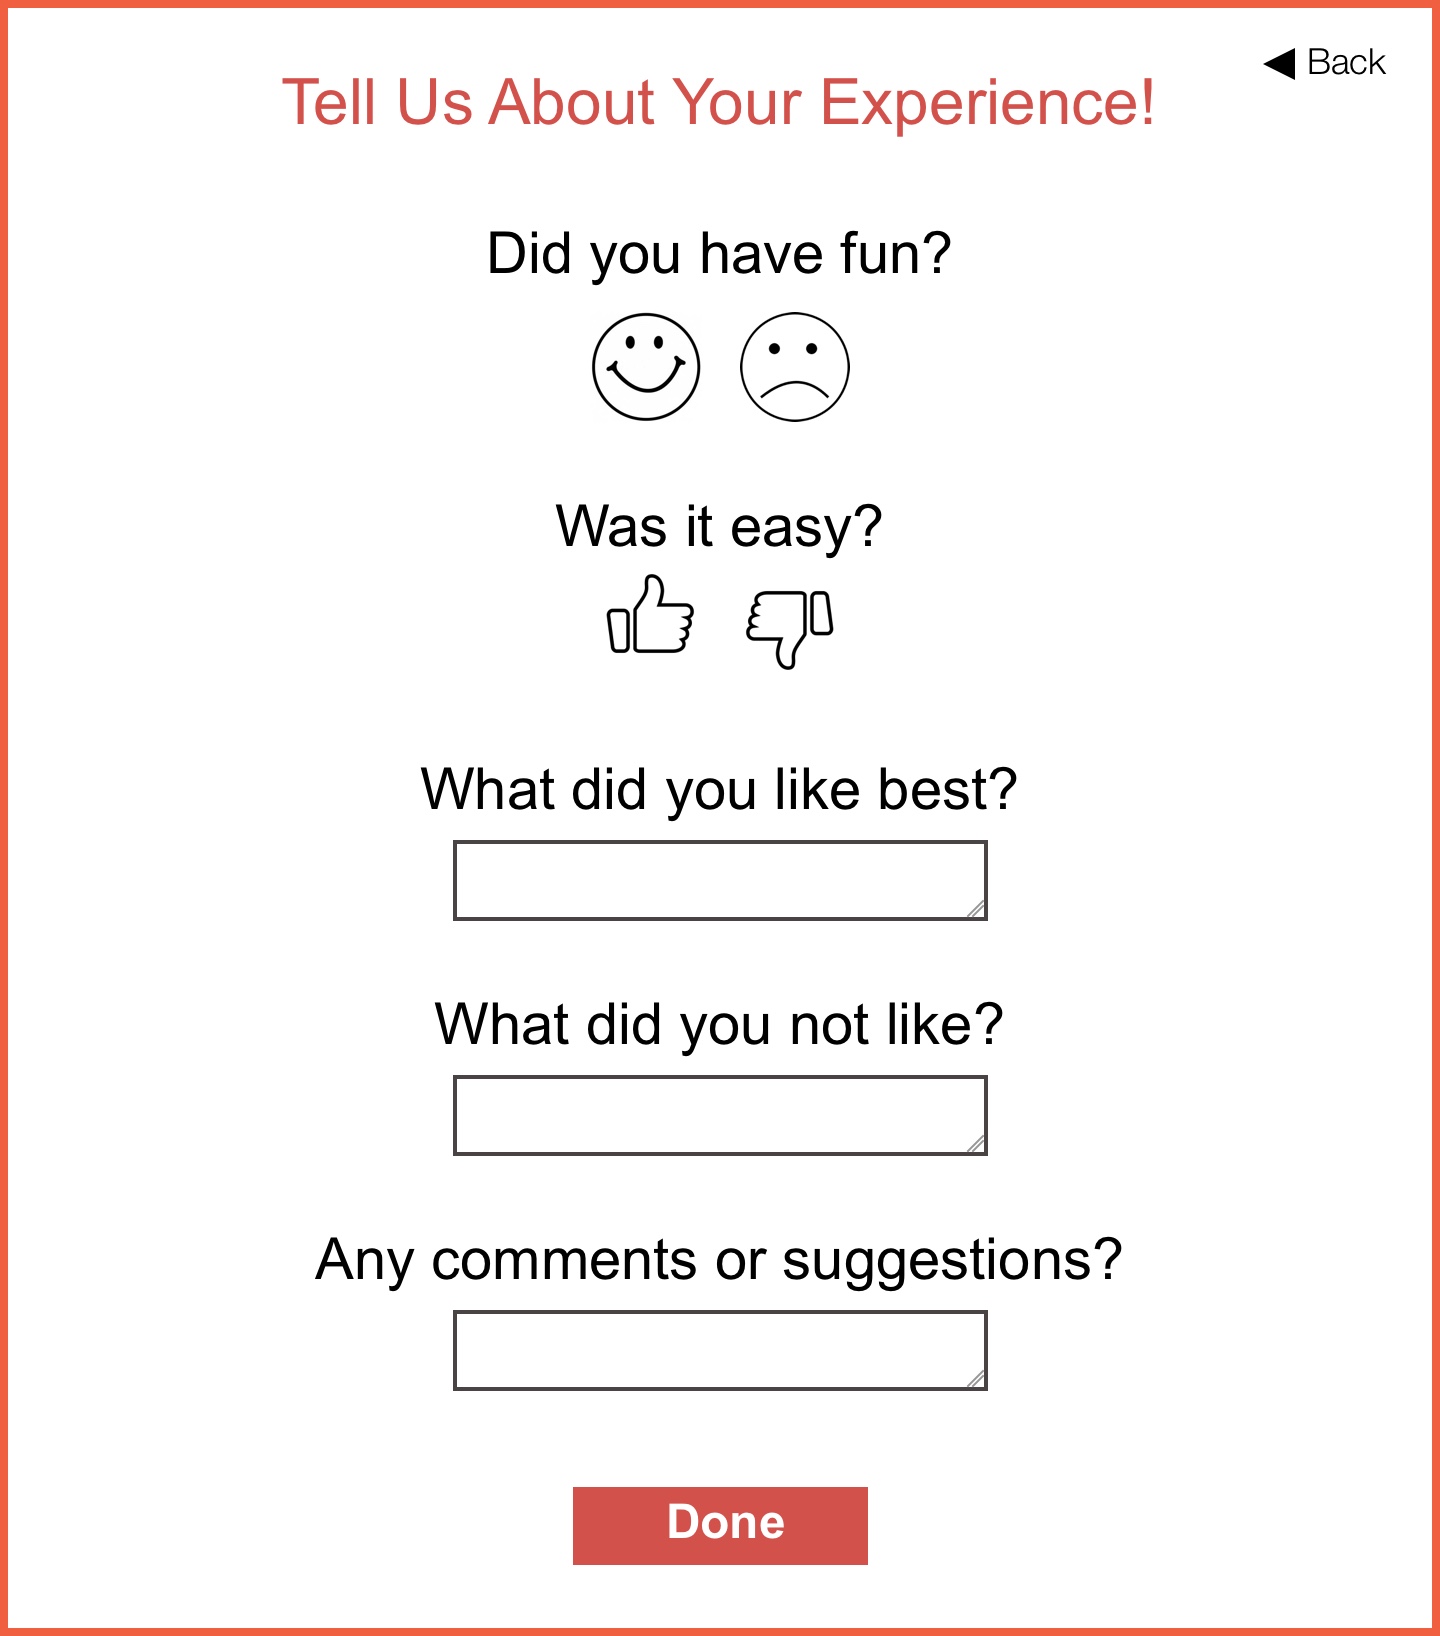 ◀ Back
Tell Us About Your Experience!
Did you have fun?
Was it easy?
What did you like best?
What did you not like?
Any comments or suggestions?
Done